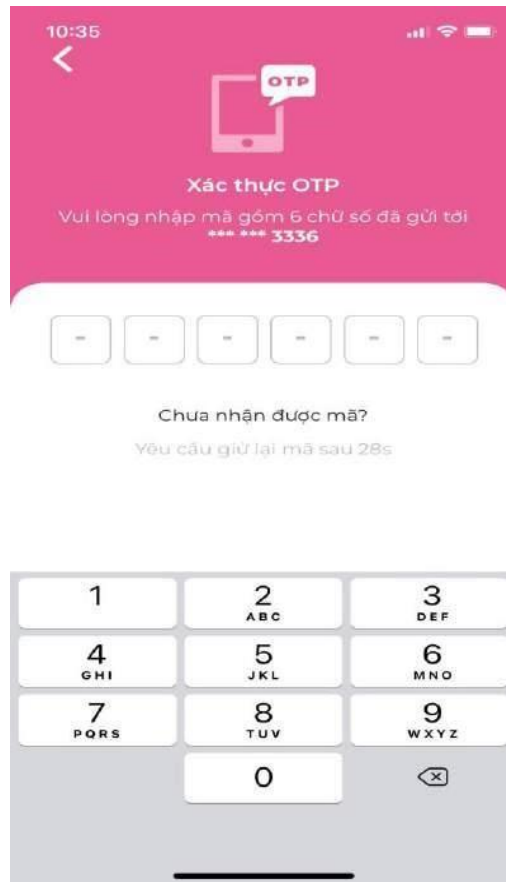 10:35
OTP
Xác thực OTP
Vui lòng nhập mã gồm 6 chữ số đã gửi tới
*** *** 3336
- - - - - -
Chưa nhận được mã?
Yêu cầu giử lại mã sau 28s
1 2 3
ABC DEF
4 5 6
GHI JKL MNO
7 8 9
PQRS TUV WXYZ
0